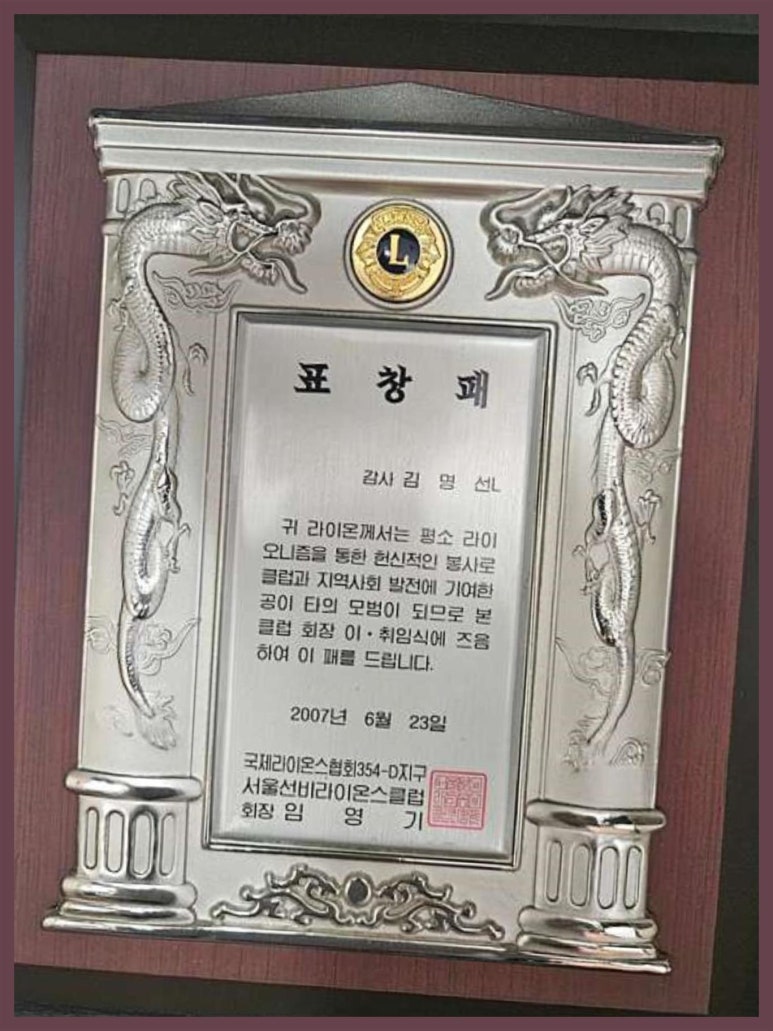 L
표 창 패
감사 김 명 선L
귀 라이온께서는 평소 라이
오니즘을 통한 헌신적인 봉사로
클럽과 지역사회 발전에 기여한
공이 타의 모범이 되므로 본
클럽 회장 이·취임식에 즈음
하여 이 패를 드립니다.
2007년 6월 23일
국제라이온스협회354-D지구
서울선비라이온스클럽
회장 임 영 기